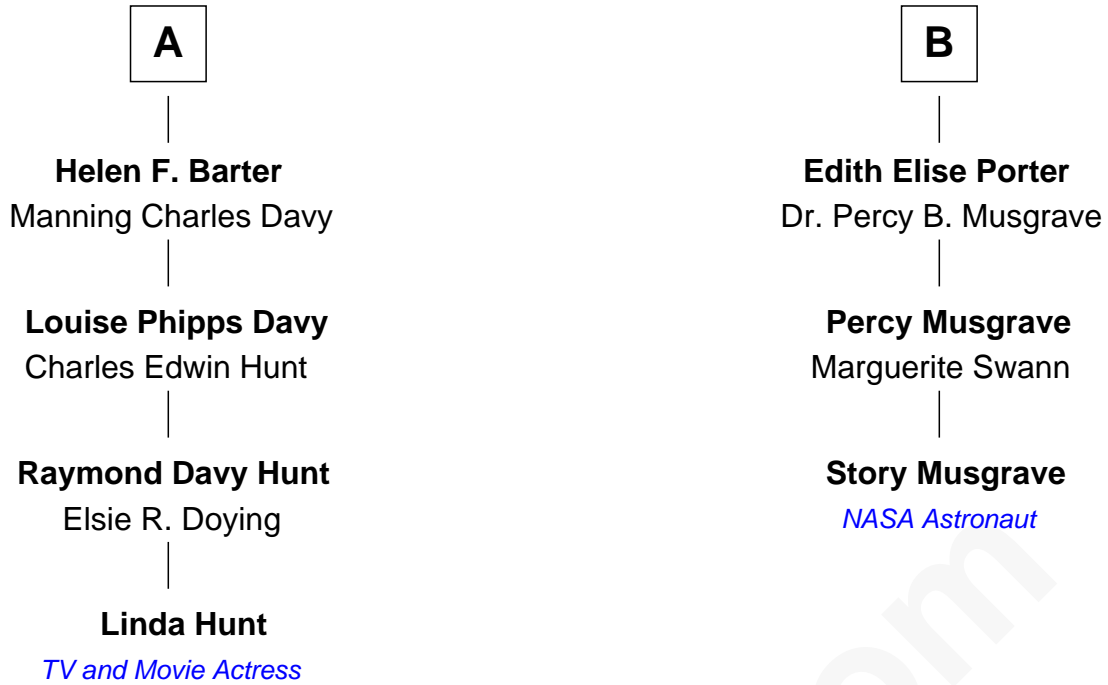 A
Helen F. Barter
Manning Charles Davy
Louise Phipps Davy
Charles Edwin Hunt
Raymond Davy Hunt
Elsie R. Doying
Linda Hunt
TV and Movie Actress
B
Edith Elise Porter
Dr. Percy B. Musgrave
Percy Musgrave
Marguerite Swann
Story Musgrave
NASA Astronaut
om